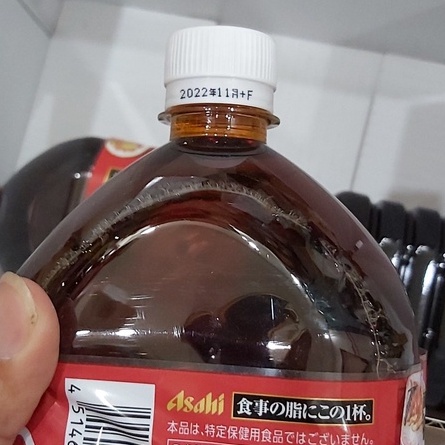 2022年11月+F
Asahi 食事の脂にこの1杯。
本品は、特定保健用食品ではございません。
4 5148